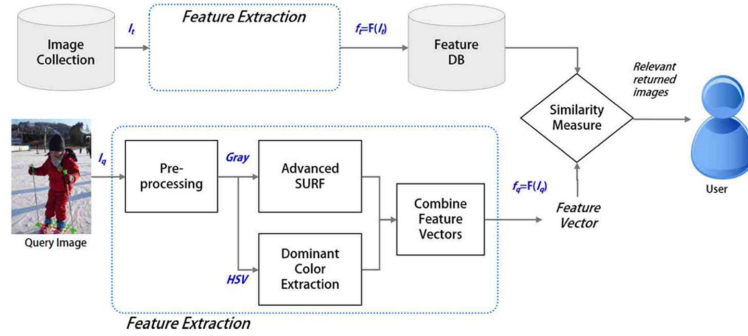 Feature Extraction
Image
Collection
I_t
f_t=F(I_t)
Feature
DB
Relevant
returned
images
Similarity
Measure
User
I_q
Pre-
processing
Gray
Advanced
SURF
Combine
Feature
Vectors
f_q=F(I_q)
Feature
Vector
HSV
Dominant
Color
Extraction
Query Image
Feature Extraction